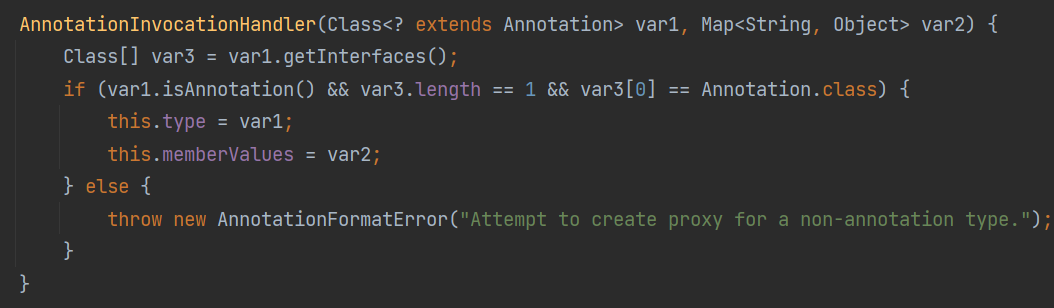 AnnotationInvocationHandler(Class<? extends Annotation> var1, Map<String, Object> var2) {
    Class[] var3 = var1.getInterfaces();
    if (var1.isAnnotation() && var3.length == 1 && var3[0] == Annotation.class) {
        this.type = var1;
        this.memberValues = var2;
    } else {
        throw new AnnotationFormatError("Attempt to create proxy for a non-annotation type.");
    }
}